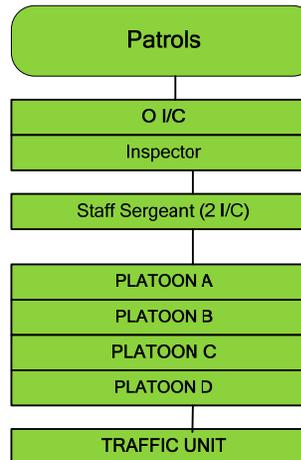 Patrols
O I/C
Inspector
Staff Sergeant (2 I/C)
PLATOON A
PLATOON B
PLATOON C
PLATOON D
TRAFFIC UNIT